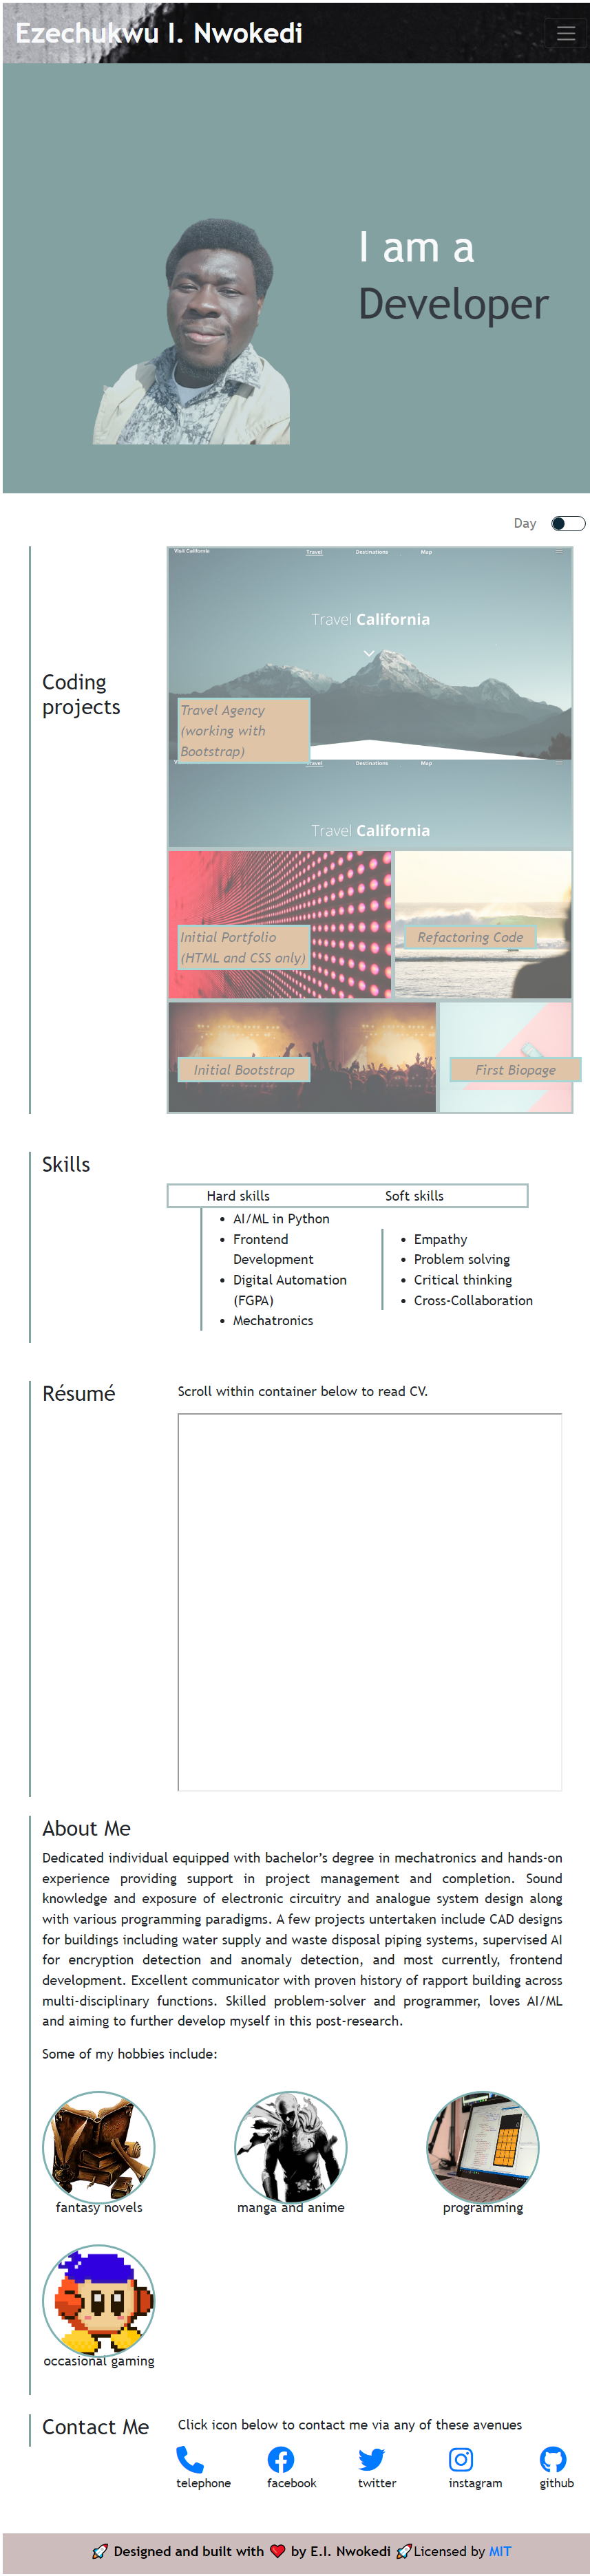 Ezechukwu I. Nwokedi
I am a
Developer
Day
Coding
projects
Visit California
Travel
Destinations
Map
Travel California
Travel Agency
(working with
Bootstrap)
Travel
Destinations
Map
Travel California
Initial Portfolio
(HTML and CSS only)
Refactoring Code
Initial Bootstrap
First Biopage
Skills
Hard skills
Soft skills
• AI/ML in Python
• Frontend
Development
• Digital Automation
(FGPA)
• Mechatronics
• Empathy
• Problem solving
• Critical thinking
• Cross-Collaboration
Résumé
Scroll within container below to read CV.
About Me
Dedicated individual equipped with bachelor’s degree in mechatronics and hands-on
experience providing support in project management and completion. Sound
knowledge and exposure of electronic circuitry and analogue system design along
with various programming paradigms. A few projects untertaken include CAD designs
for buildings including water supply and waste disposal piping systems, supervised AI
for encryption detection and anomaly detection, and most currently, frontend
development. Excellent communicator with proven history of rapport building across
multi-disciplinary functions. Skilled problem-solver and programmer, loves AI/ML
and aiming to further develop myself in this post-research.
Some of my hobbies include:
fantasy novels
manga and anime
programming
occasional gaming
Contact Me
Click icon below to contact me via any of these avenues
telephone
facebook
twitter
instagram
github
🚀 Designed and built with ❤️ by E.I. Nwokedi 🚀Licensed by MIT